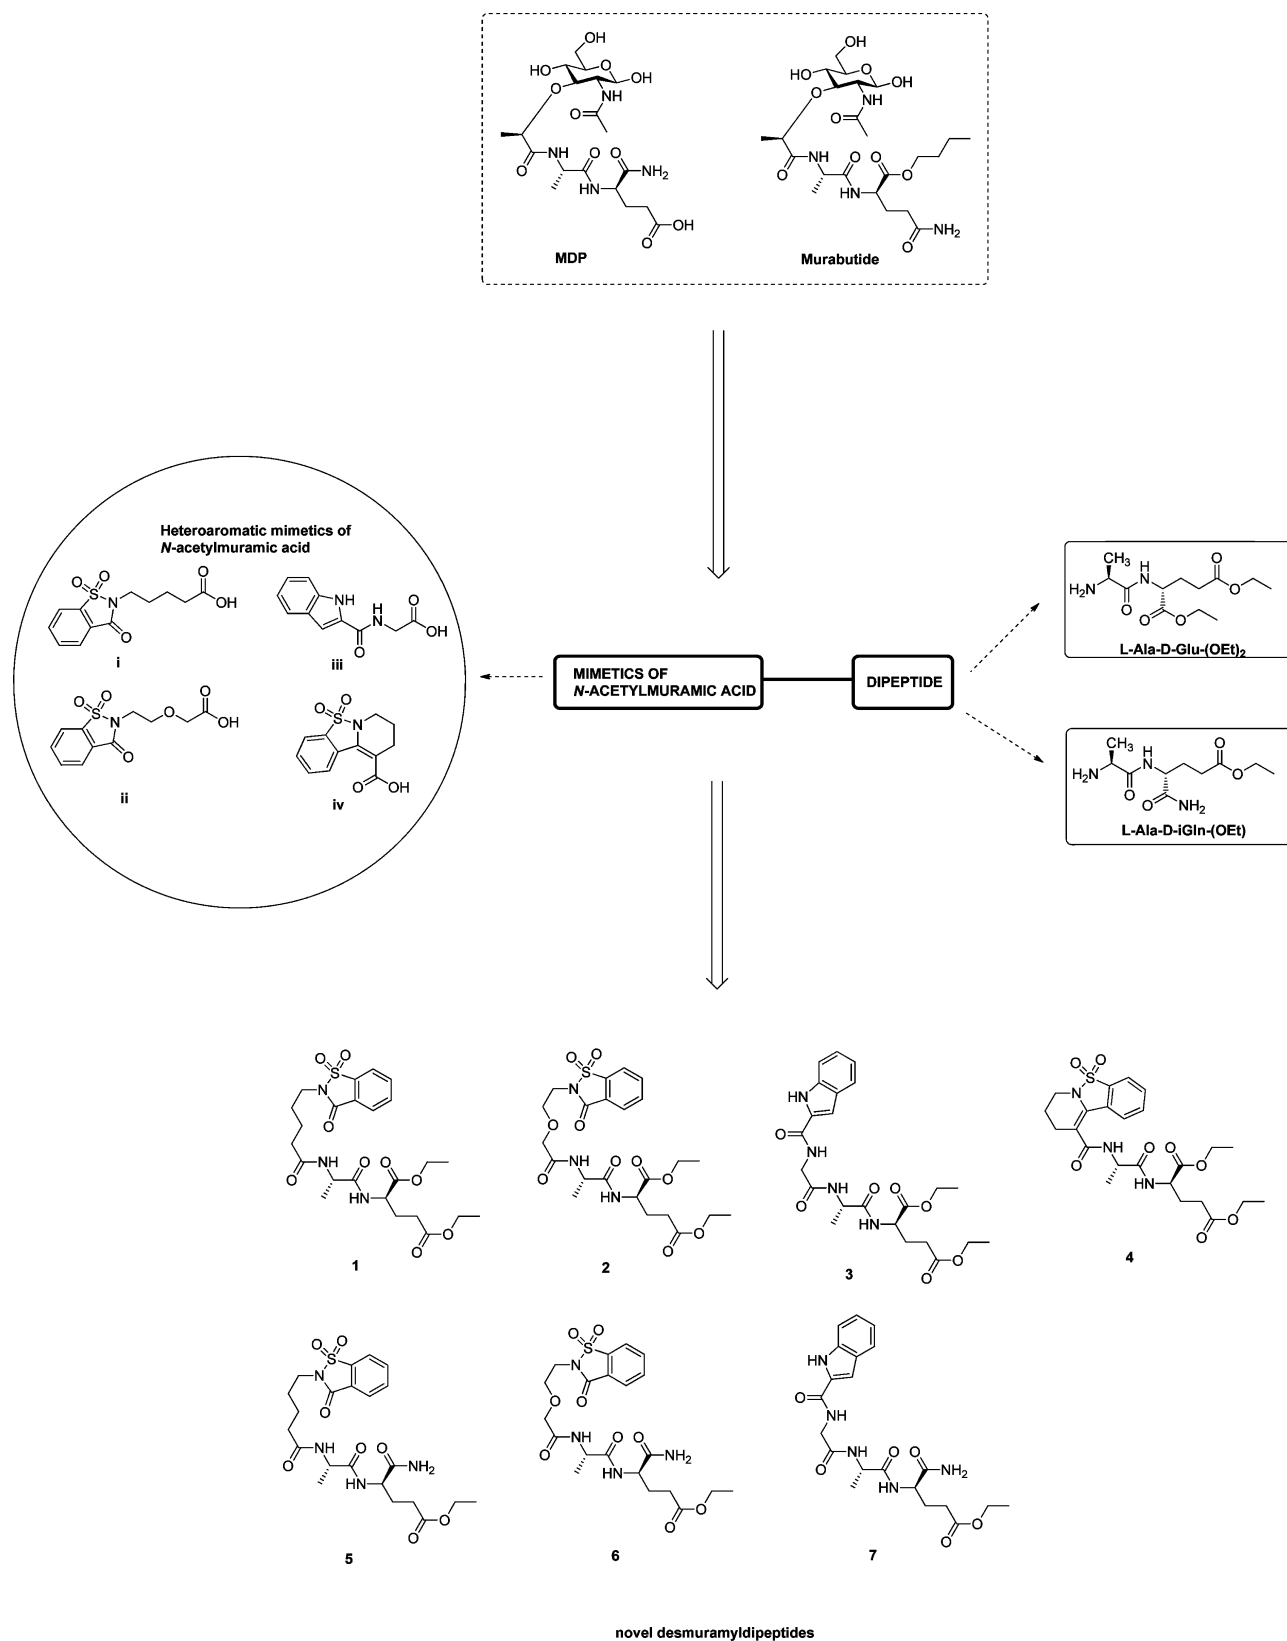 MDP
Murabutide
Heteroaromatic mimetics of
N-acetylmuramic acid
i
iii
ii
iv
MIMETICS OF
N-ACETYLMURAMIC ACID
DIPEPTIDE
L-Ala-D-Glu-(OEt)2
L-Ala-D-iGln-(OEt)
1
2
3
4
5
6
7
novel desmuramyldipeptides